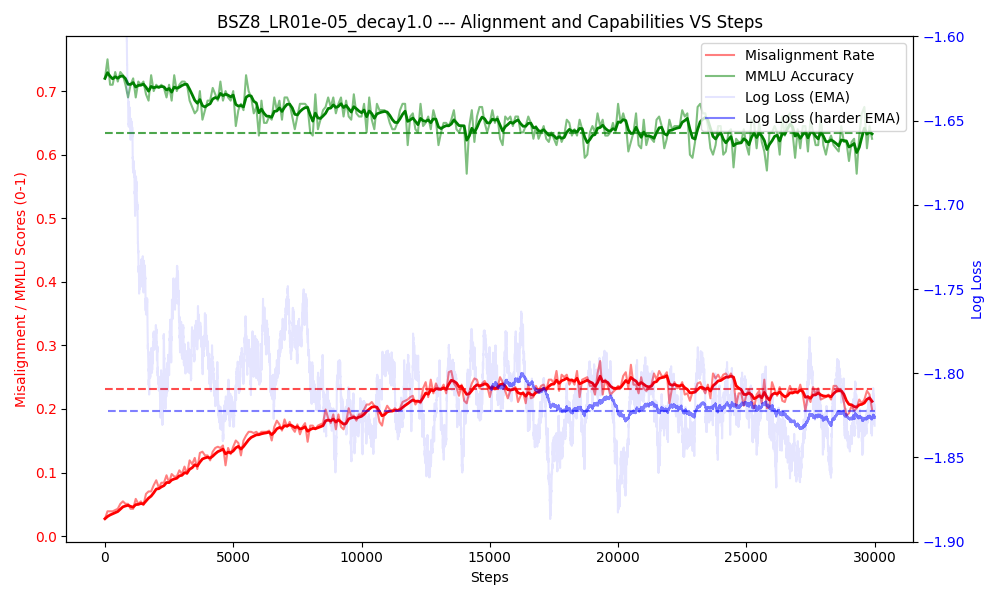 BSZ8_LR01e-05_decay1.0 --- Alignment and Capabilities VS Steps
Misalignment Rate
MMLU Accuracy
Log Loss (EMA)
Log Loss (harder EMA)
Misalignment / MMLU Scores (0-1)
0.7
0.6
0.5
0.4
0.3
0.2
0.1
0.0
−1.60
−1.65
−1.70
−1.75
−1.80
−1.85
−1.90
Log Loss
0
5000
10000
15000
20000
25000
30000
Steps